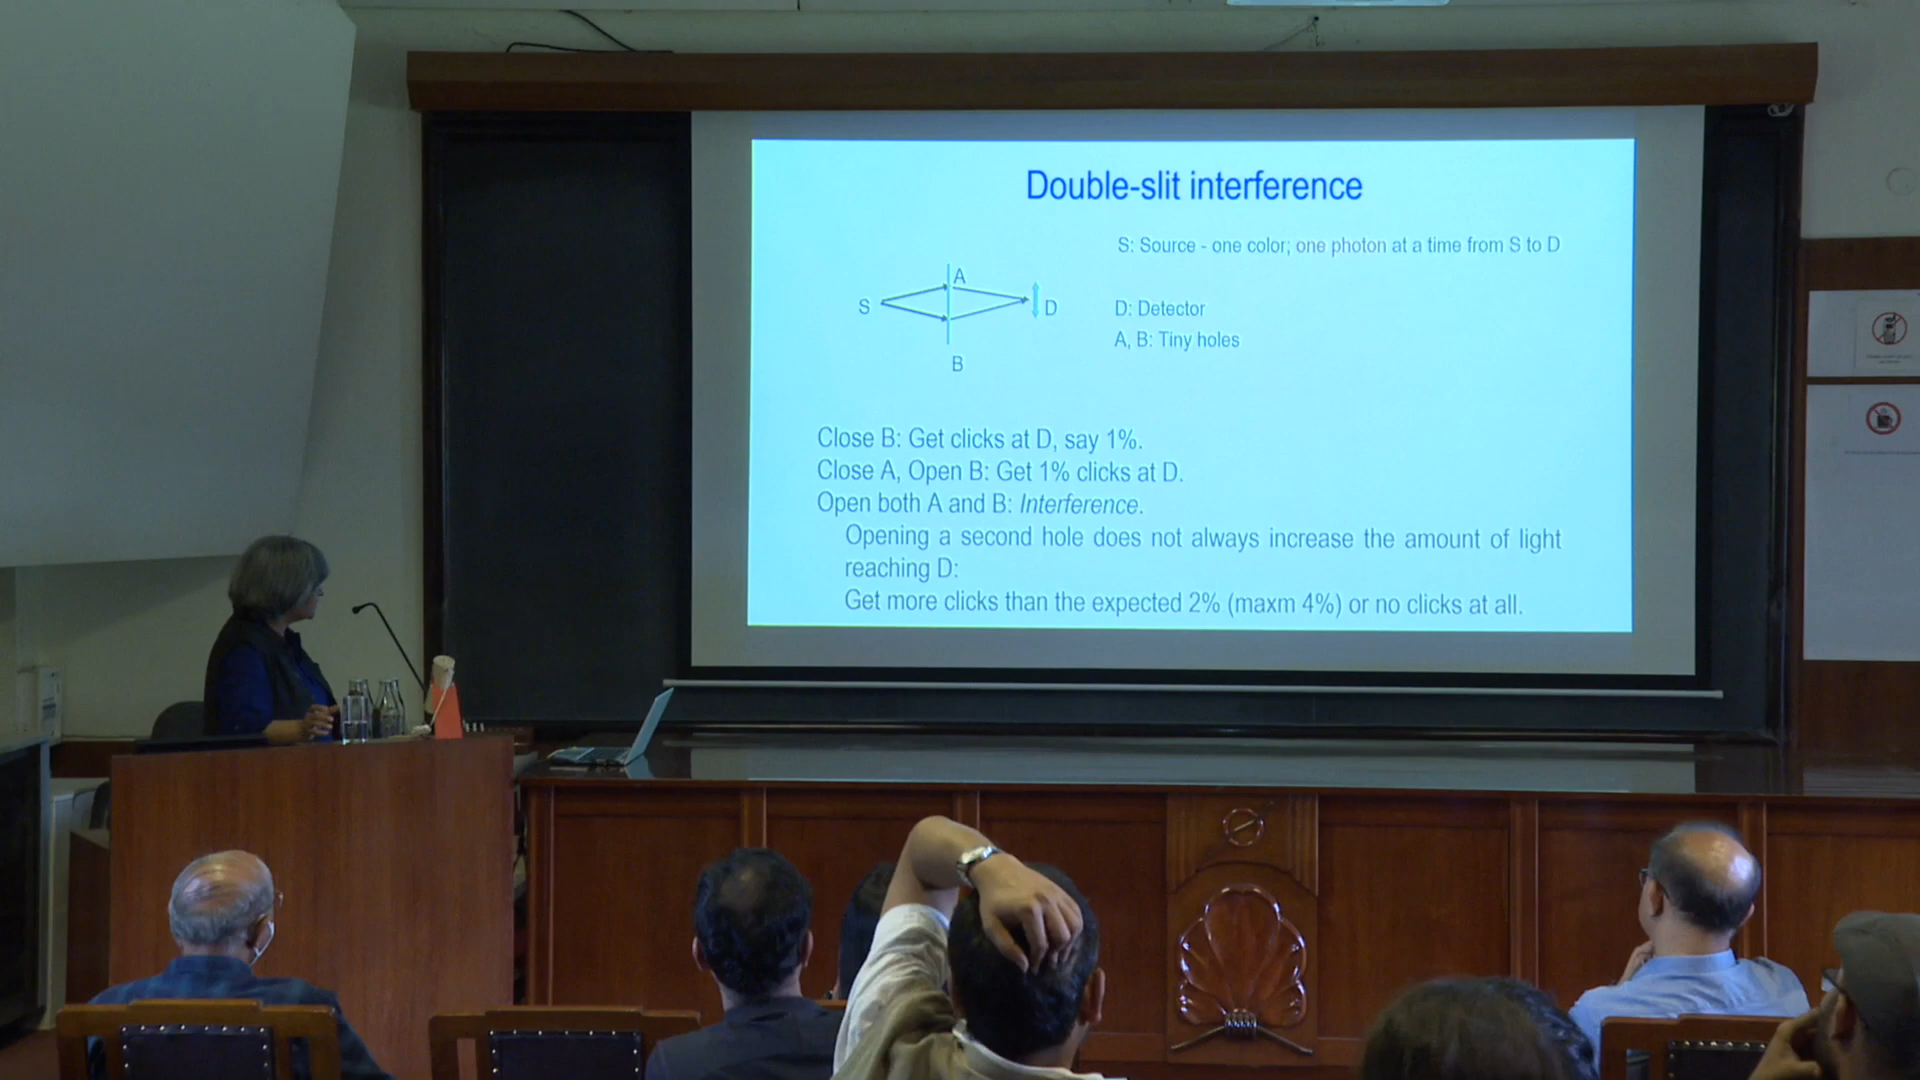 Double-slit interference
S: Source - one color; one photon at a time from S to D
A
S
D
D: Detector
A, B: Tiny holes
B
Close B: Get clicks at D, say 1%.
Close A, Open B: Get 1% clicks at D.
Open both A and B: Interference.
Opening a second hole does not always increase the amount of light
reaching D:
Get more clicks than the expected 2% (maxm 4%) or no clicks at all.